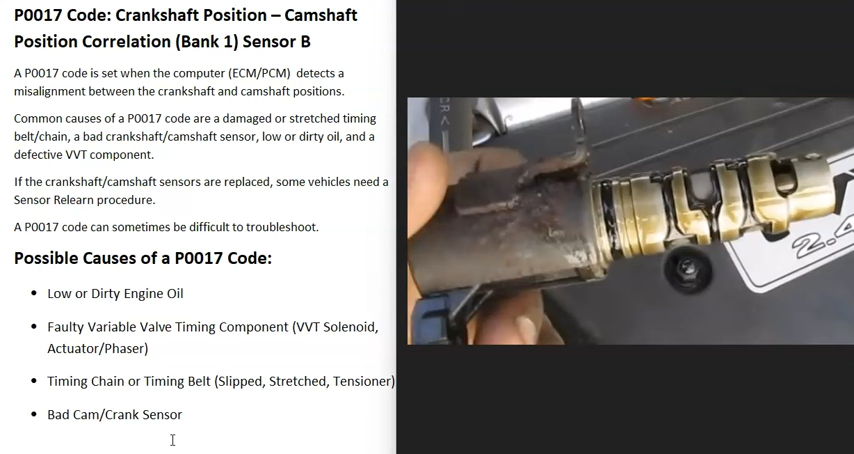 P0017 Code: Crankshaft Position – Camshaft
Position Correlation (Bank 1) Sensor B
A P0017 code is set when the computer (ECM/PCM) detects a
misalignment between the crankshaft and camshaft positions.
Common causes of a P0017 code are a damaged or stretched timing
belt/chain, a bad crankshaft/camshaft sensor, low or dirty oil, and a
defective VVT component.
If the crankshaft/camshaft sensors are replaced, some vehicles need a
Sensor Relearn procedure.
A P0017 code can sometimes be difficult to troubleshoot.
Possible Causes of a P0017 Code:
• Low or Dirty Engine Oil
• Faulty Variable Valve Timing Component (VVT Solenoid,
Actuator/Phaser)
• Timing Chain or Timing Belt (Slipped, Stretched, Tensioner)
• Bad Cam/Crank Sensor
2.4